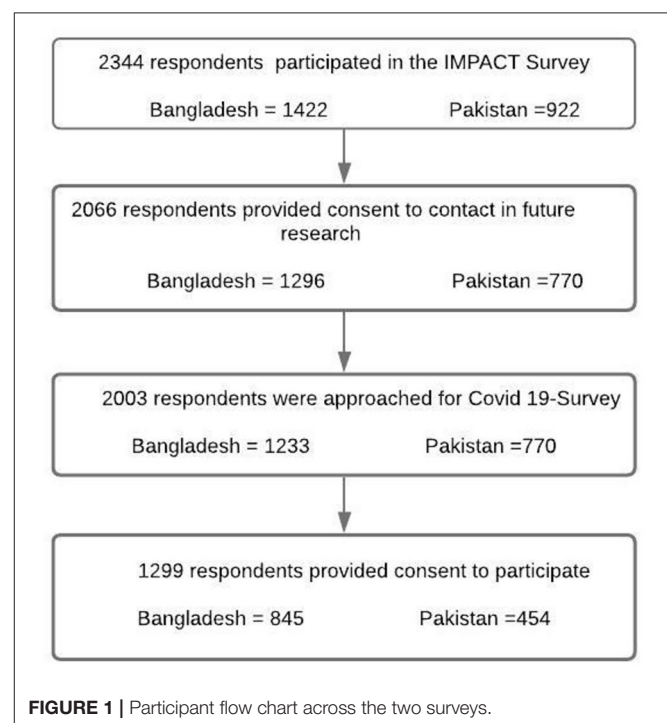 2344 respondents participated in the IMPACT Survey
Bangladesh = 1422 Pakistan =922
2066 respondents provided consent to contact in future
research
Bangladesh = 1296 Pakistan =770
2003 respondents were approached for Covid 19-Survey
Bangladesh = 1233 Pakistan =770
1299 respondents provided consent to participate
Bangladesh = 845 Pakistan =454
FIGURE 1 | Participant flow chart across the two surveys.